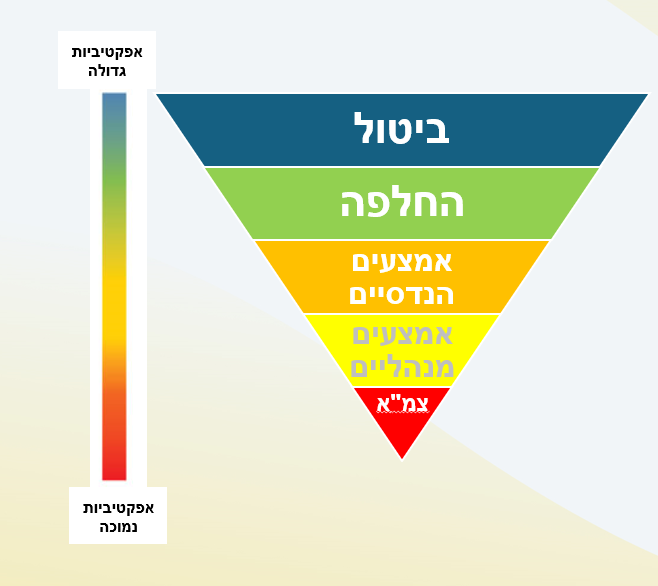 אפקטיביות
גדולה
ביטול
החלפה
אמצעים
הנדסיים
אמצעים
מנהליים
צמ"א
אפקטיביות
נמוכה